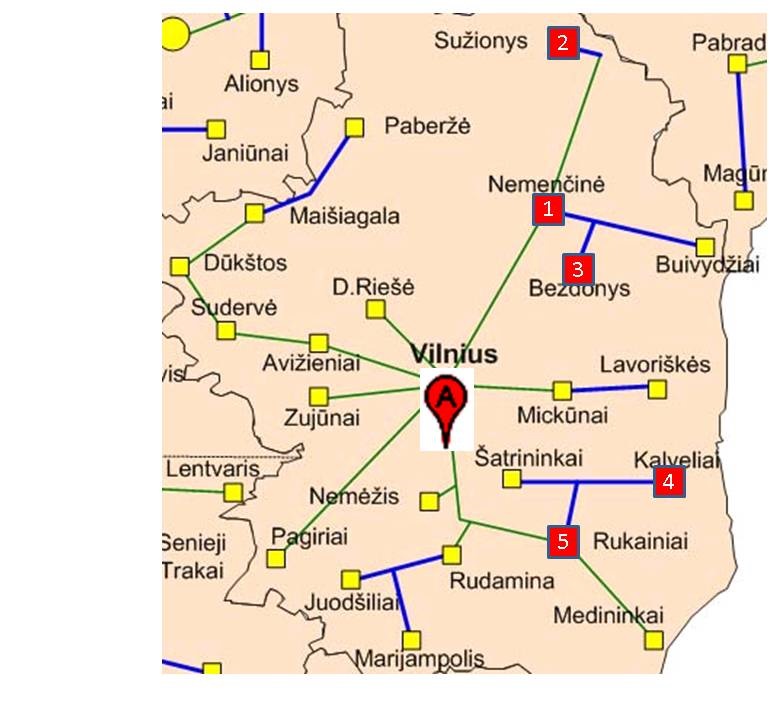 Sužionys
2
Pabrad
Alionys
ai
Paberžė
Janiūnai
Magūr
Nemenčinė
1
Maišiagala
3
Buivydžiai
Dūkštos
Bezdonys
D.Riešė
Sudervė
Vilnius
Avižieniai
Lavoriškės
vis
A
Zujūnai
Mickūnai
Šatrininkai
Kalveliai
Lentvaris
4
Nemėžis
Senieji
Trakai
Pagiriai
5
Rukainiai
Rudamina
Juodšiliai
Medininkai
Marijampolis